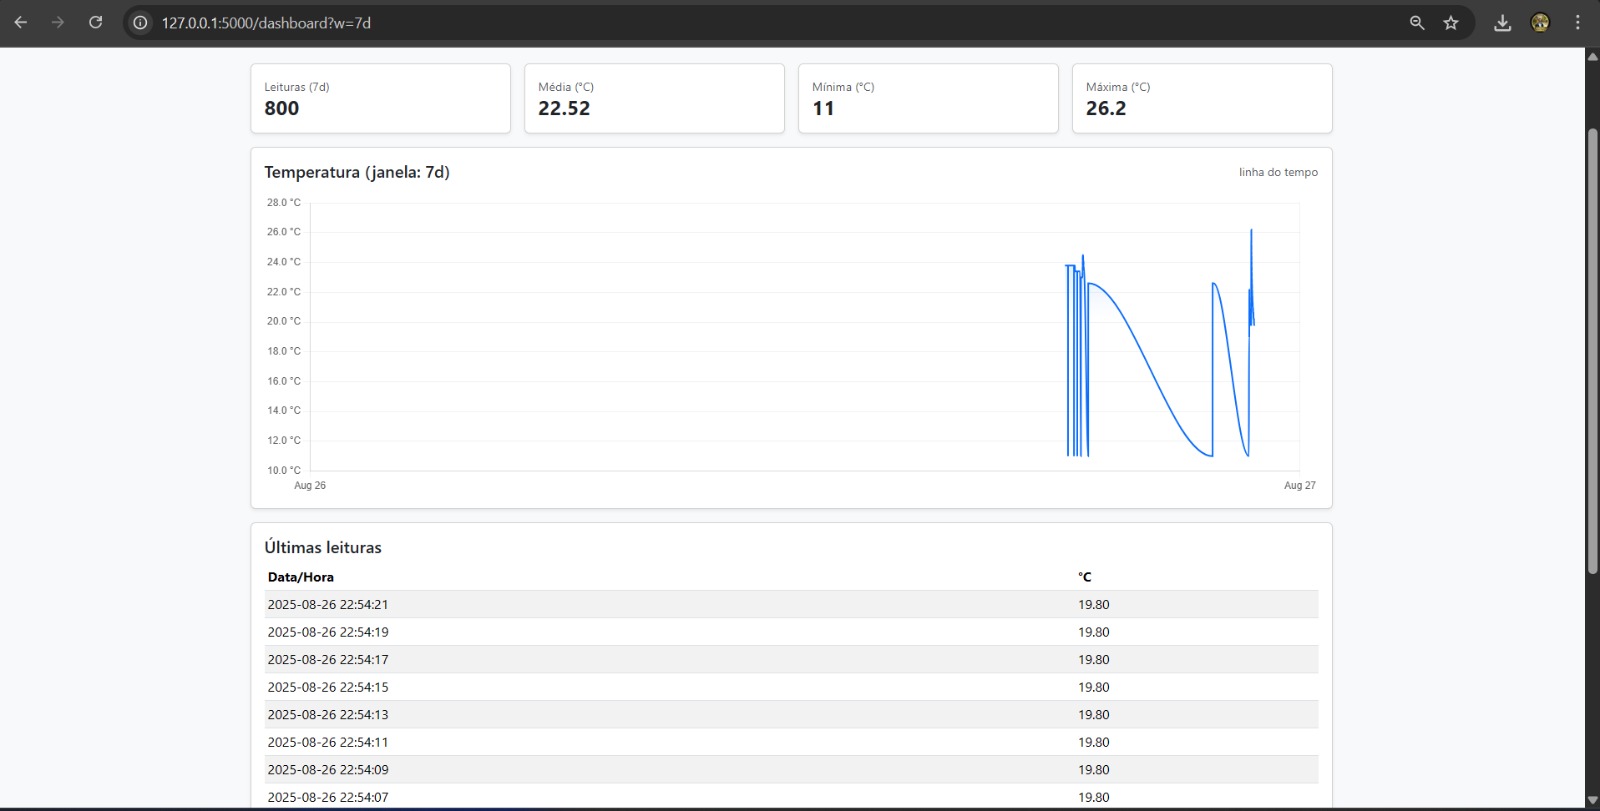 127.0.0.1:5000/dashboard?w=7d
Leituras (7d)
800
Média (°C)
22.52
Mínima (°C)
11
Máxima (°C)
26.2
Temperatura (janela: 7d)
linha do tempo
28.0 °C
26.0 °C
24.0 °C
22.0 °C
20.0 °C
18.0 °C
16.0 °C
14.0 °C
12.0 °C
10.0 °C
Aug 26
Aug 27
Últimas leituras
Data/Hora °C
2025-08-26 22:54:21 19.80
2025-08-26 22:54:19 19.80
2025-08-26 22:54:17 19.80
2025-08-26 22:54:15 19.80
2025-08-26 22:54:13 19.80
2025-08-26 22:54:11 19.80
2025-08-26 22:54:09 19.80
2025-08-26 22:54:07 19.80